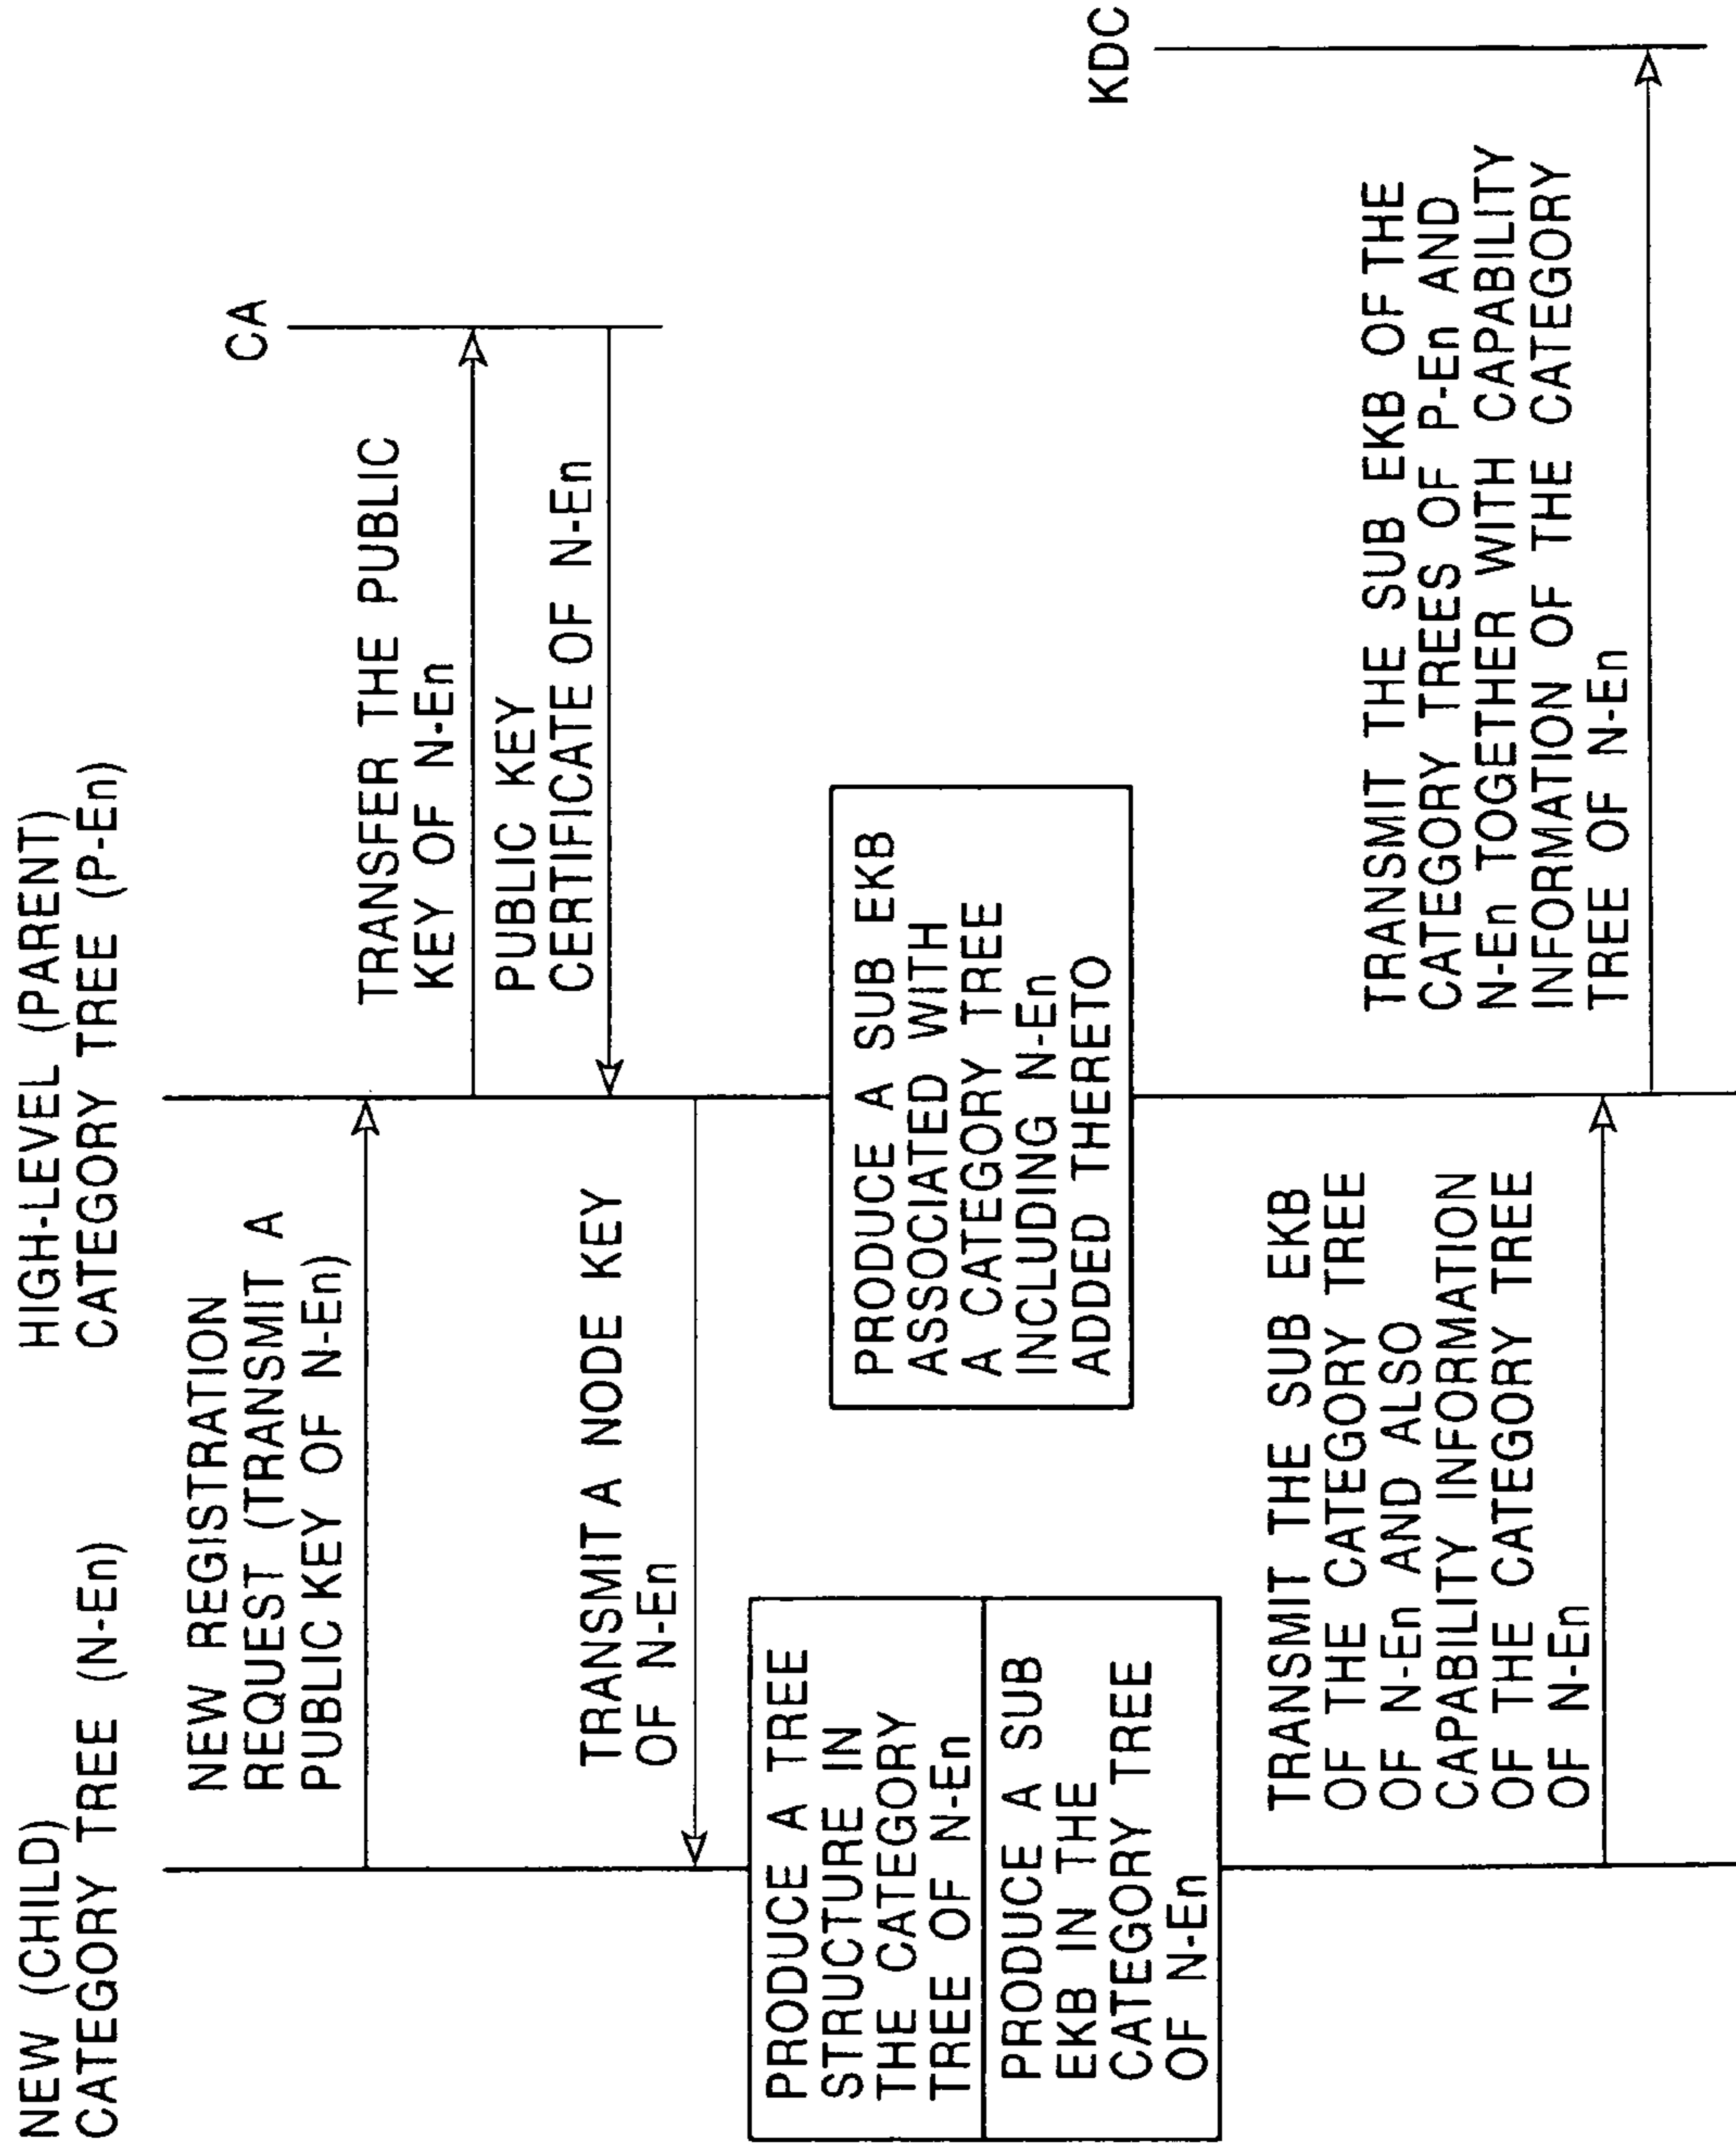 NEW (CHILD)
CATEGORY TREE (N-En)
HIGH-LEVEL (PARENT)
CATEGORY TREE (P-En)
NEW REGISTRATION
REQUEST (TRANSMIT A
PUBLIC KEY OF N-En)
CA
TRANSFER THE PUBLIC
KEY OF N-En
PUBLIC KEY
CERTIFICATE OF N-En
TRANSMIT A NODE KEY
OF N-En
PRODUCE A TREE
STRUCTURE IN
THE CATEGORY
TREE OF N-En
PRODUCE A SUB
EKB IN THE
CATEGORY TREE
OF N-En
PRODUCE A SUB EKB
ASSOCIATED WITH
A CATEGORY TREE
INCLUDING N-En
ADDED THERETO
KDC
TRANSMIT THE SUB EKB
OF THE CATEGORY TREE
OF N-En AND ALSO
CAPABILITY INFORMATION
OF THE CATEGORY TREE
OF N-En
TRANSMIT THE SUB EKB OF THE
CATEGORY TREES OF P-En AND
N-En TOGETHER WITH CAPABILITY
INFORMATION OF THE CATEGORY
TREE OF N-En